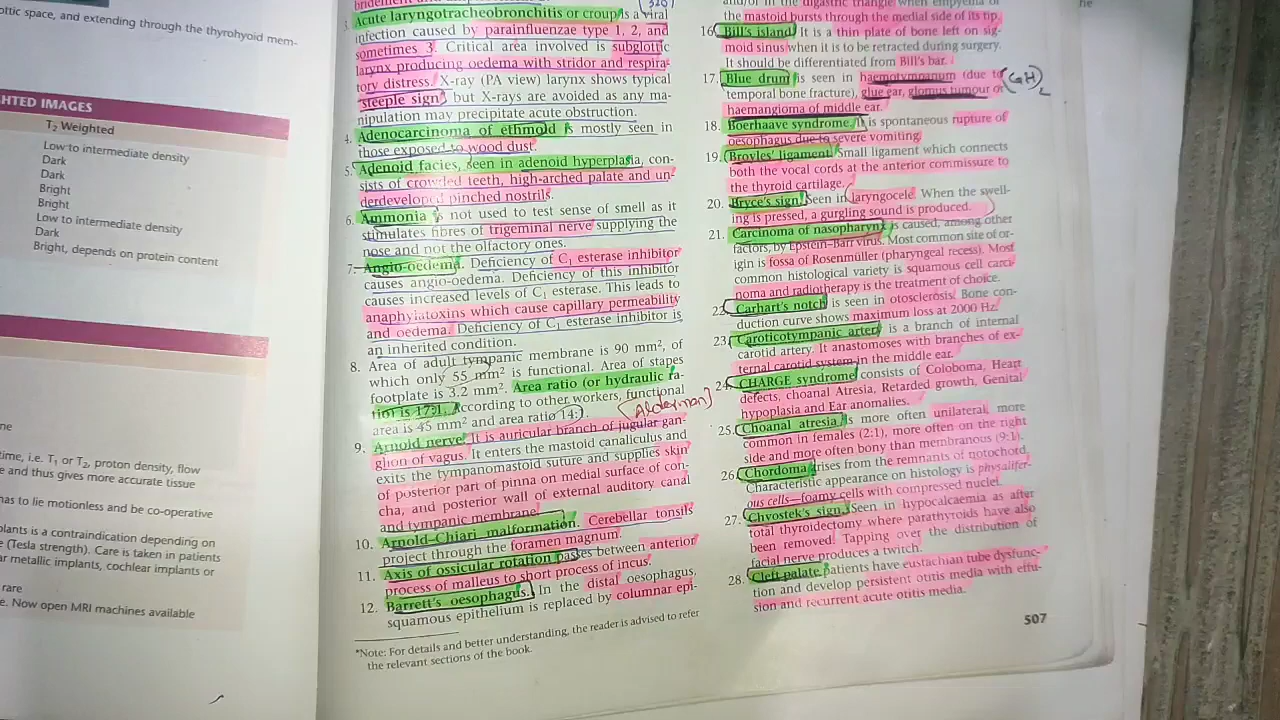 ottic space, and extending through the thyrohyoid mem-
HTED IMAGES
T2 Weighted
Low to intermediate density
Dark
Dark
Bright
Bright
Low to intermediate density
Dark
Bright, depends on protein content
ne
time, i.e. T1 or T2, proton density, flow
e and thus gives more accurate tissue
has to lie motionless and be co-operative
plants is a contraindication depending on
e (Tesla strength). Care is taken in patients
ar metallic implants, cochlear implants or
rare
e. Now open MRI machines available
(320)
3. Acute laryngotracheobronchitis or croup is a viral
infection caused by parainfluenzae type 1, 2, and
sometimes 3. Critical area involved is subglottic
larynx producing oedema with stridor and respira-
tory distress. X-ray (PA view) larynx shows typical
steeple sign, but X-rays are avoided as any ma-
nipulation may precipitate acute obstruction.
4. Adenocarcinoma of ethmoid is mostly seen in
those exposed to wood dust.
5. Adenoid facies, seen in adenoid hyperplasia, con-
sists of crowded teeth, high-arched palate and un-
derdeveloped pinched nostrils.
6. Ammonia is not used to test sense of smell as it
stimulates fibres of trigeminal nerve supplying the
nose and not the olfactory ones.
7. Angio-oedema. Deficiency of C1 esterase inhibitor
causes angio-oedema. Deficiency of this inhibitor
causes increased levels of C1 esterase. This leads to
anaphylatoxins which cause capillary permeability
and oedema. Deficiency of C1 esterase inhibitor is
an inherited condition.
8. Area of adult tympanic membrane is 90 mm2, of
which only 55 mm2 is functional. Area of stapes
footplate is 3.2 mm2. Area ratio (or hydraulic ra-
tio) is 17:1. According to other workers, functional
area is 45 mm2 and area ratio 14:1.
[Alderman]
9. Arnold nerve. It is auricular branch of jugular gan-
glion of vagus. It enters the mastoid canaliculus and
exits the tympanomastoid suture and supplies skin
of posterior part of pinna on medial surface of con-
cha, and posterior wall of external auditory canal
and tympanic membrane.
10. Arnold–Chiari malformation. Cerebellar tonsils
project through the foramen magnum.
11. Axis of ossicular rotation passes between anterior
process of malleus to short process of incus.
12. Barrett's oesophagus. In the distal oesophagus,
squamous epithelium is replaced by columnar epi-
*Note: For details and better understanding, the reader is advised to refer
the relevant sections of the book.
and/or in the digastric triangle when empyema of
the mastoid bursts through the medial side of its tip.
16. Bill's island. It is a thin plate of bone left on sig-
moid sinus when it is to be retracted during surgery.
It should be differentiated from Bill's bar.
17. Blue drum is seen in haemotympanum (due to
temporal bone fracture), glue ear, glomus tumour or
haemangioma of middle ear.
(GH)2
18. Boerhaave syndrome. It is spontaneous rupture of
oesophagus due to severe vomiting.
19. Broyles' ligament. Small ligament which connects
both the vocal cords at the anterior commissure to
the thyroid cartilage.
20. Bryce's sign. Seen in laryngocele. When the swell-
ing is pressed, a gurgling sound is produced.
21. Carcinoma of nasopharynx is caused, among other
factors, by Epstein–Barr virus. Most common site of or-
igin is fossa of Rosenmüller (pharyngeal recess). Most
common histological variety is squamous cell carci-
noma and radiotherapy is the treatment of choice.
22. Carhart's notch is seen in otosclerosis. Bone con-
duction curve shows maximum loss at 2000 Hz.
23. Caroticotympanic artery is a branch of internal
carotid artery. It anastomoses with branches of ex-
ternal carotid system in the middle ear.
24. CHARGE syndrome consists of Coloboma, Heart
defects, choanal Atresia, Retarded growth, Genital
hypoplasia and Ear anomalies.
25. Choanal atresia is more often unilateral, more
common in females (2:1), more often on the right
side and more often bony than membranous (9:1).
26. Chordoma arises from the remnants of notochord.
Characteristic appearance on histology is physalifer-
ous cells—foamy cells with compressed nuclei.
27. Chvostek's sign. Seen in hypocalcaemia as after
total thyroidectomy where parathyroids have also
been removed. Tapping over the distribution of
facial nerve produces a twitch.
28. Cleft palate patients have eustachian tube dysfunc-
tion and develop persistent otitis media with effu-
sion and recurrent acute otitis media.
507
he